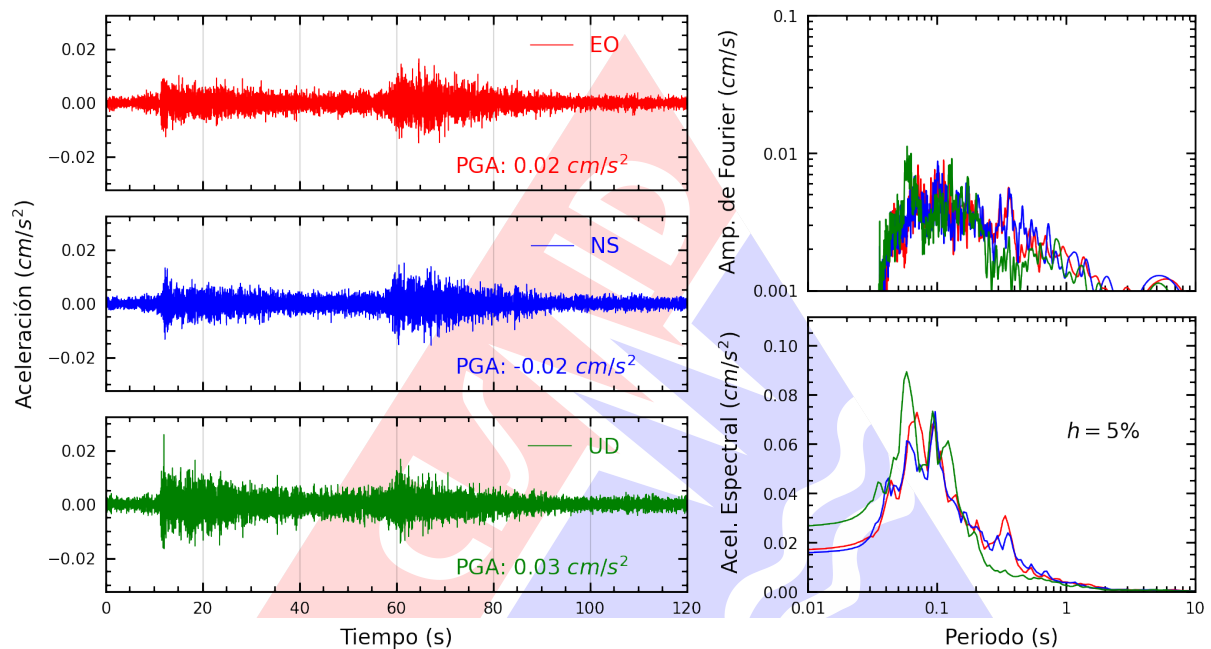 Aceleración (cm/s²)
0.02
0.00
−0.02
EO
PGA: 0.02 cm/s²
0.02
0.00
−0.02
NS
PGA: -0.02 cm/s²
0.02
0.00
−0.02
UD
PGA: 0.03 cm/s²
0 20 40 60 80 100 120
Tiempo (s)
Amp. de Fourier (cm/s)
0.1
0.01
0.001
Acel. Espectral (cm/s²)
0.10
0.08
0.06
0.04
0.02
0.00
h = 5%
0.01 0.1 1 10
Periodo (s)
CSMD